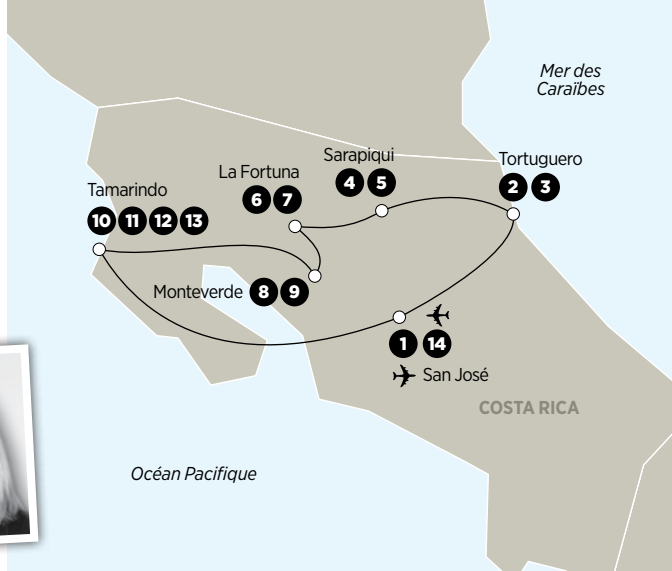 Mer des
Caraïbes
Sarapiqui
Tortuguero
La Fortuna
4 5
2 3
Tamarindo
6 7
10 11 12 13
Monteverde 8 9
1 14
San José
COSTA RICA
Océan Pacifique